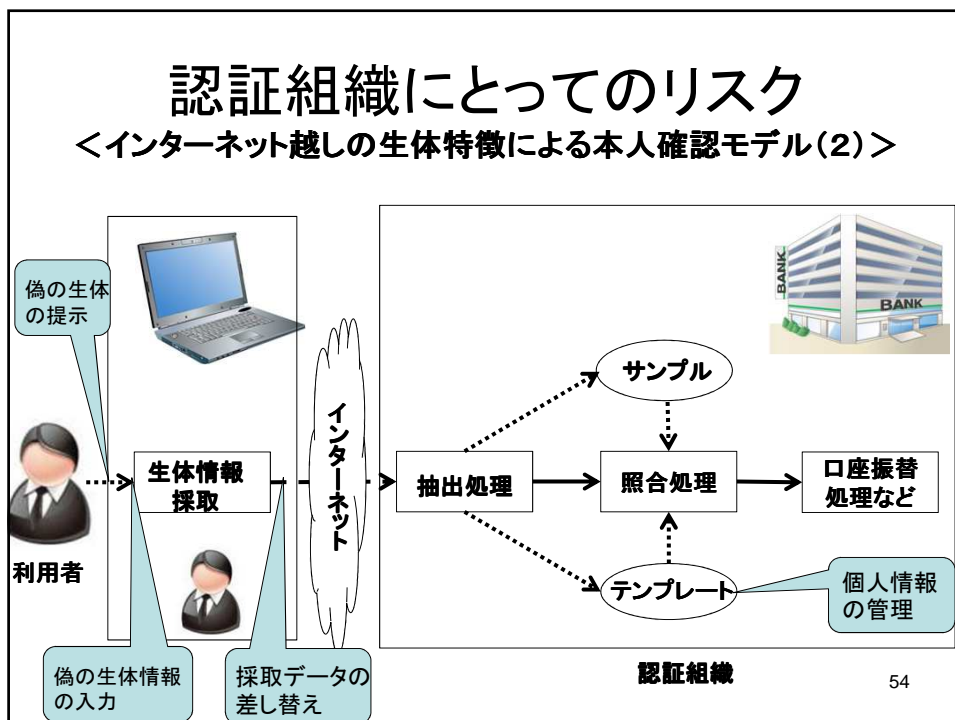 認証組織にとってのリスク
<インターネット越しの生体特徴による本人確認モデル(2)>
偽の生体
の提示
BANK
BANK
サンプル
インターネット
生体情報
採取
抽出処理
照合処理
口座振替
処理など
利用者
テンプレート
個人情報
の管理
偽の生体情報
の入力
採取データの
差し替え
認証組織
54